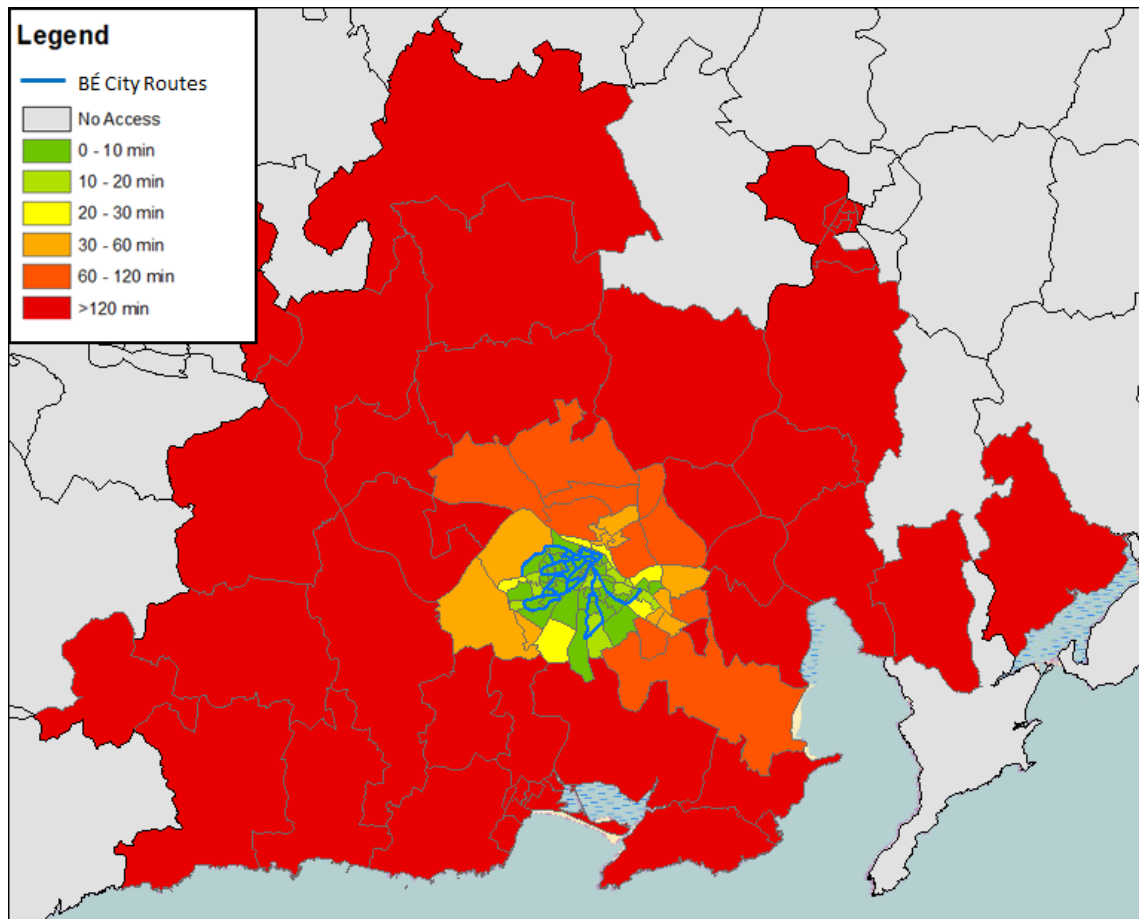 Legend
BÉ City Routes
No Access
0 - 10 min
10 - 20 min
20 - 30 min
30 - 60 min
60 - 120 min
>120 min